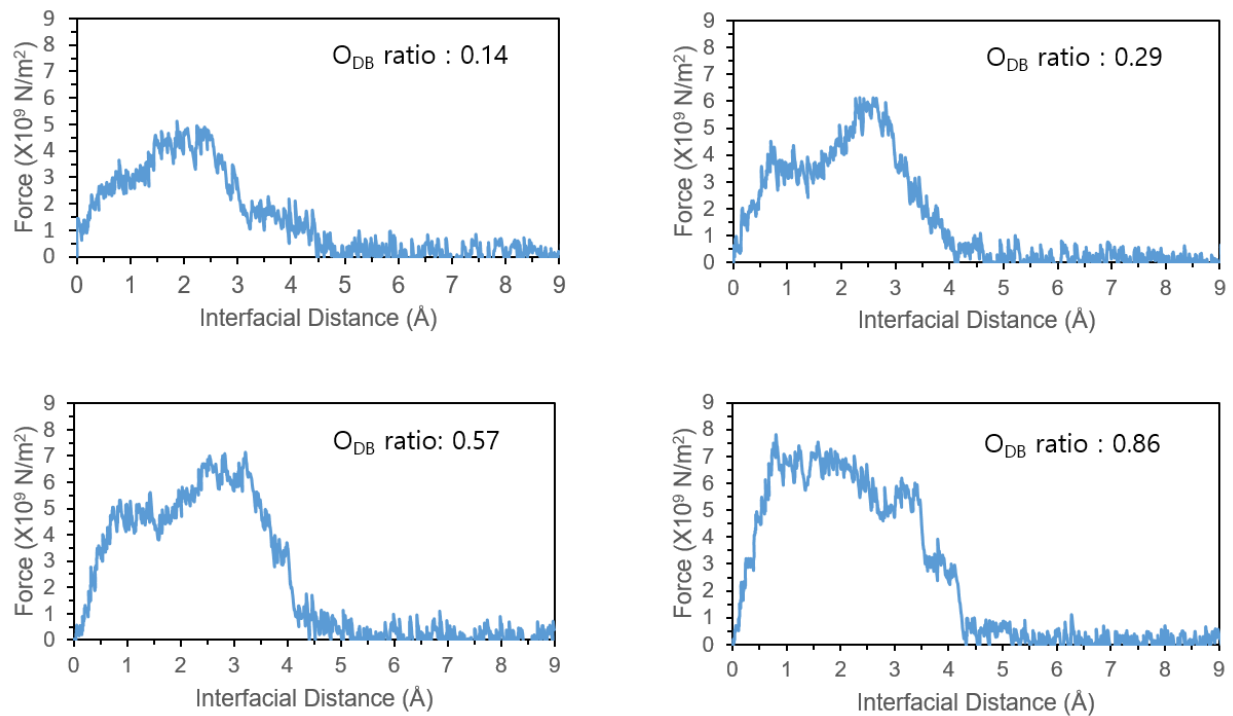 9
8
7
6
5
4
3
2
1
0
Force (X10⁹ N/m²)
O_DB ratio : 0.14
0 1 2 3 4 5 6 7 8 9
Interfacial Distance (Å)
9
8
7
6
5
4
3
2
1
0
Force (X10⁹ N/m²)
O_DB ratio : 0.29
0 1 2 3 4 5 6 7 8 9
Interfacial Distance (Å)
9
8
7
6
5
4
3
2
1
0
Force (X10⁹ N/m²)
O_DB ratio: 0.57
0 1 2 3 4 5 6 7 8 9
Interfacial Distance (Å)
9
8
7
6
5
4
3
2
1
0
Force (X10⁹ N/m²)
O_DB ratio : 0.86
0 1 2 3 4 5 6 7 8 9
Interfacial Distance (Å)